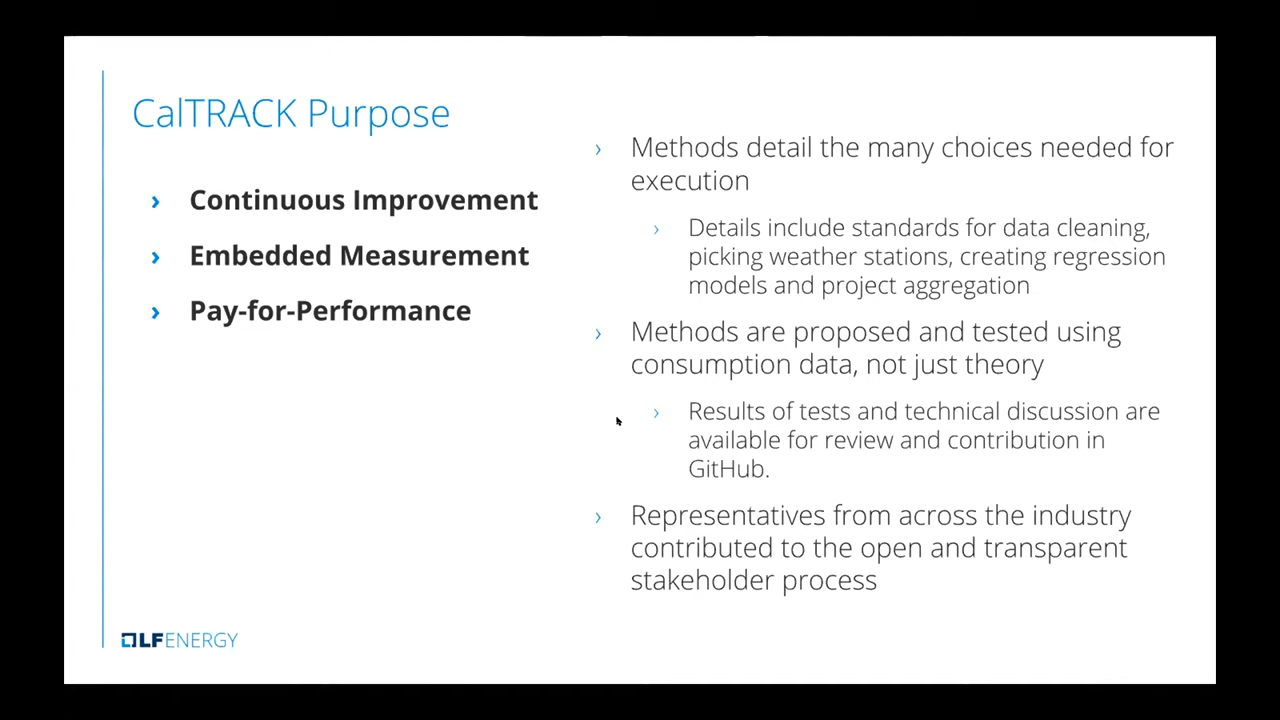 CalTRACK Purpose
› Continuous Improvement
› Embedded Measurement
› Pay-for-Performance
› Methods detail the many choices needed for
execution
› Details include standards for data cleaning,
picking weather stations, creating regression
models and project aggregation
› Methods are proposed and tested using
consumption data, not just theory
› Results of tests and technical discussion are
available for review and contribution in
GitHub.
› Representatives from across the industry
contributed to the open and transparent
stakeholder process
LFENERGY